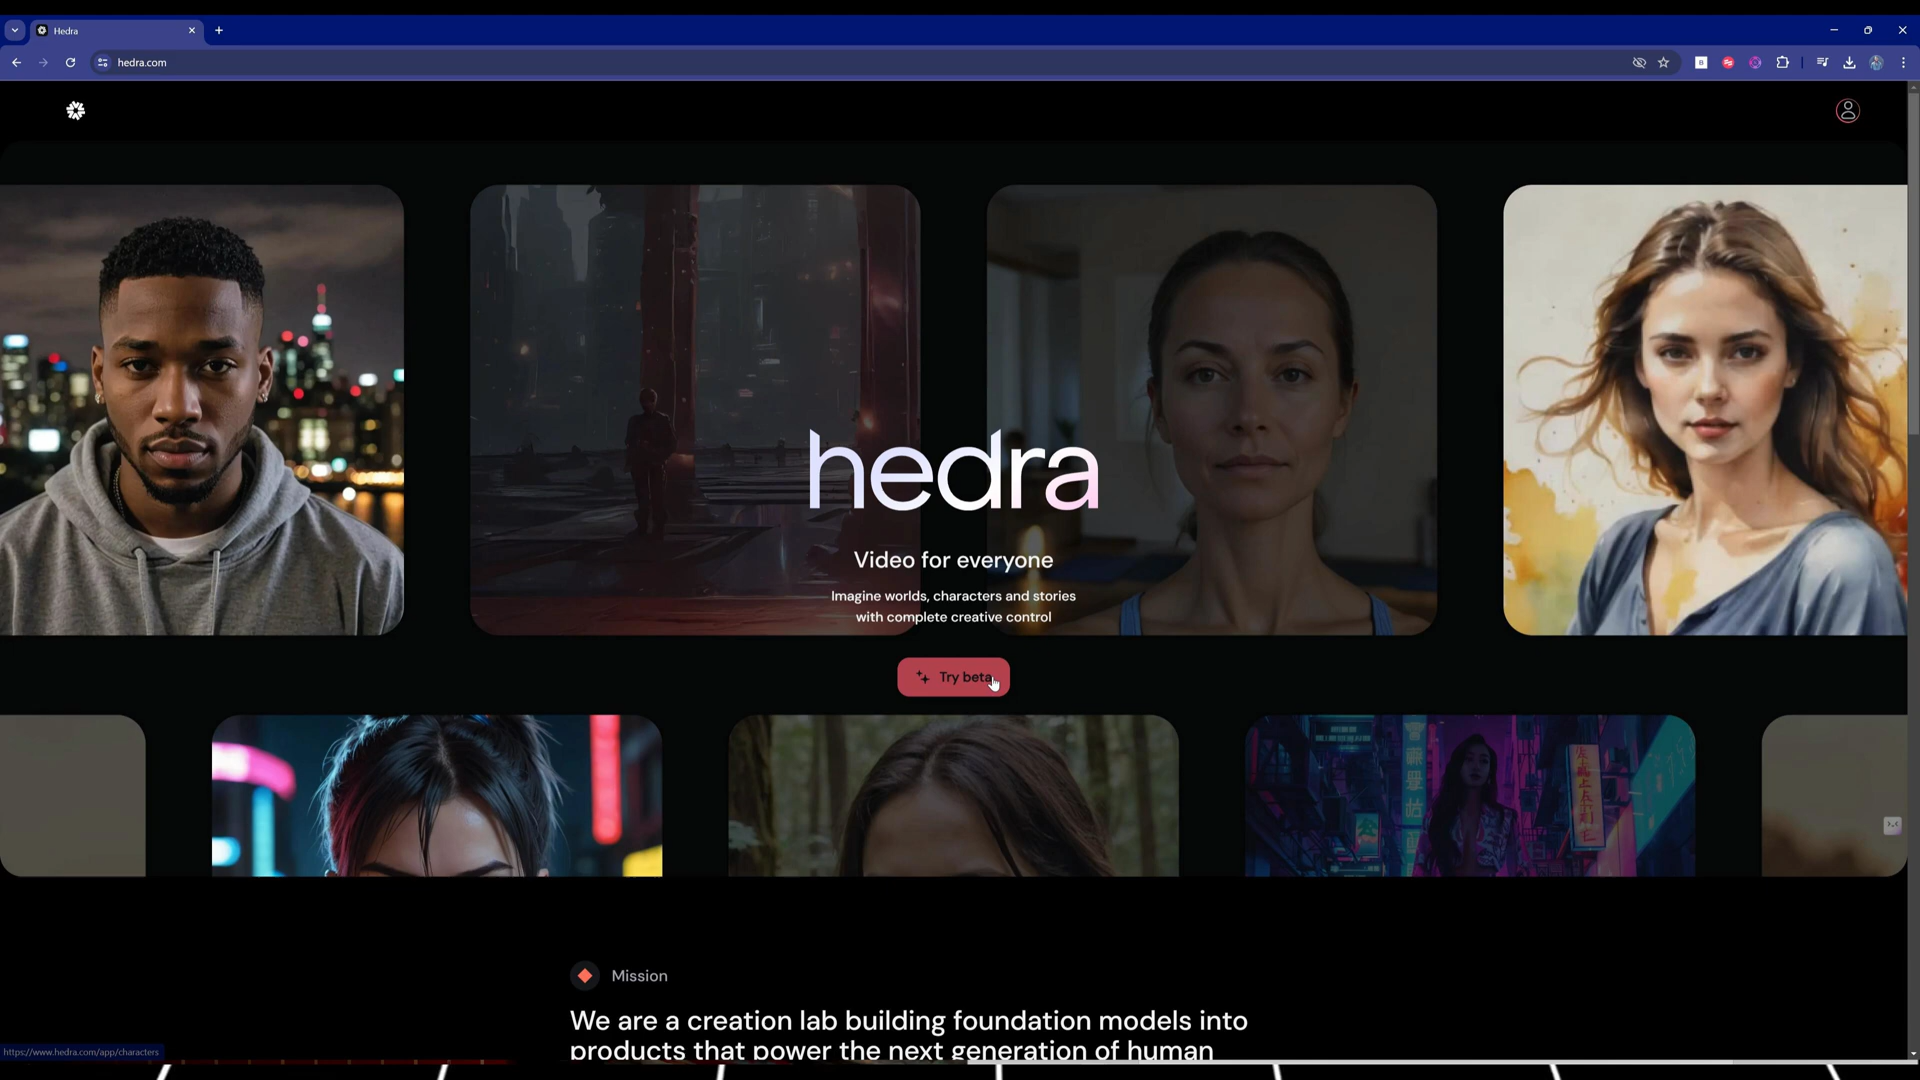 Hedra
hedra.com
hedra
Video for everyone
Imagine worlds, characters and stories
with complete creative control
Try beta
Mission
We are a creation lab building foundation models into
products that power the next generation of human
https://www.hedra.com/app/characters